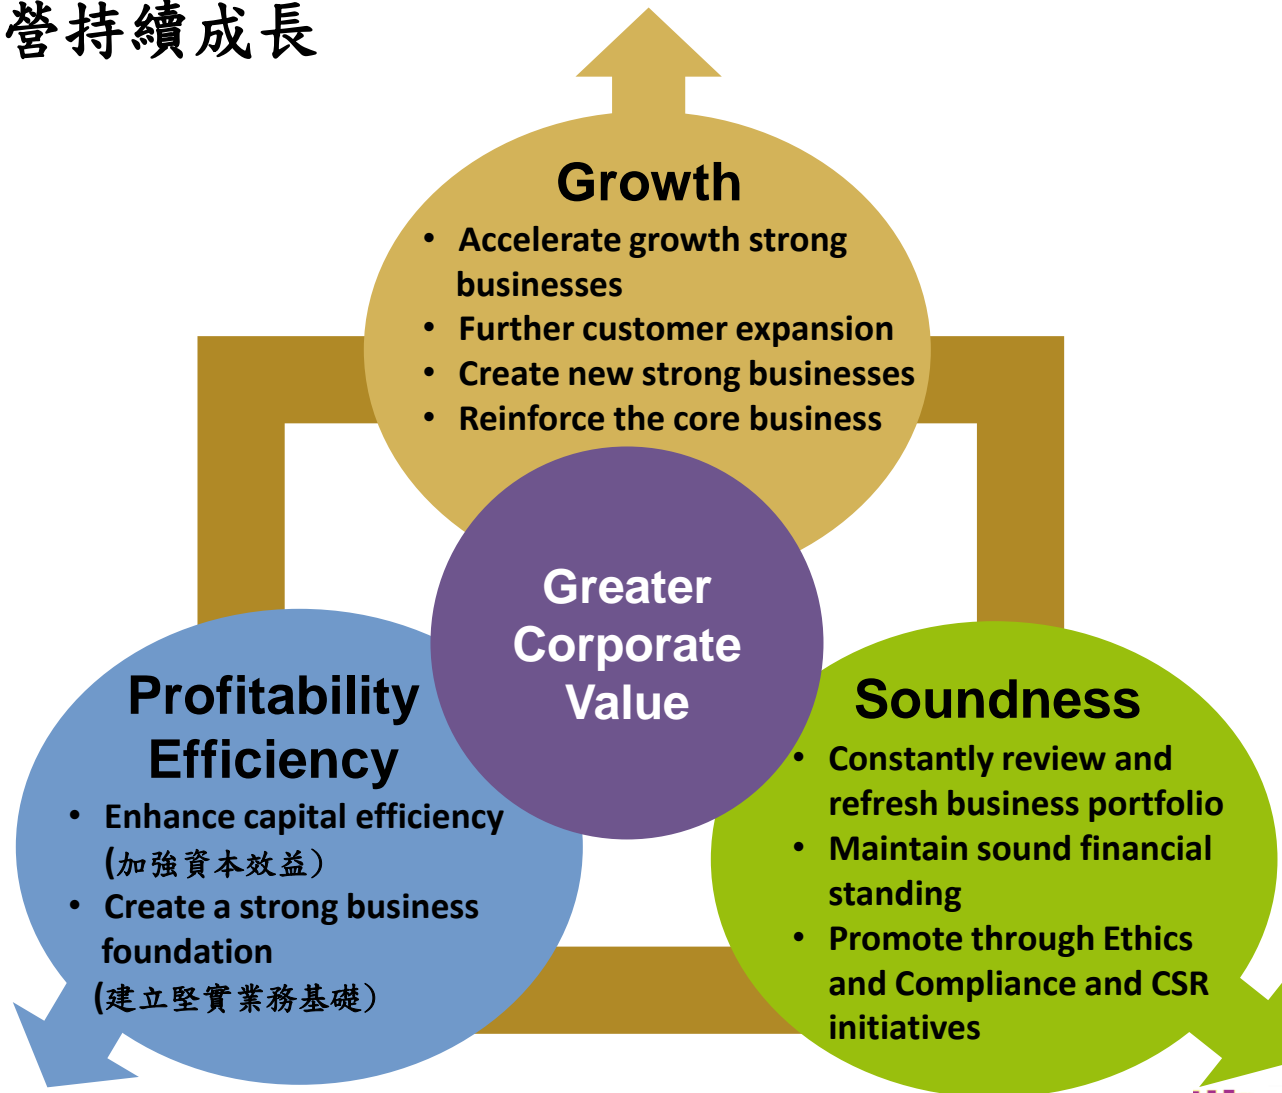 營持續成長
Growth
• Accelerate growth strong
businesses
• Further customer expansion
• Create new strong businesses
• Reinforce the core business
Greater
Corporate
Value
Profitability
Efficiency
• Enhance capital efficiency
(加強資本效益)
• Create a strong business
foundation
(建立堅實業務基礎)
Soundness
• Constantly review and
refresh business portfolio
• Maintain sound financial
standing
• Promote through Ethics
and Compliance and CSR
initiatives